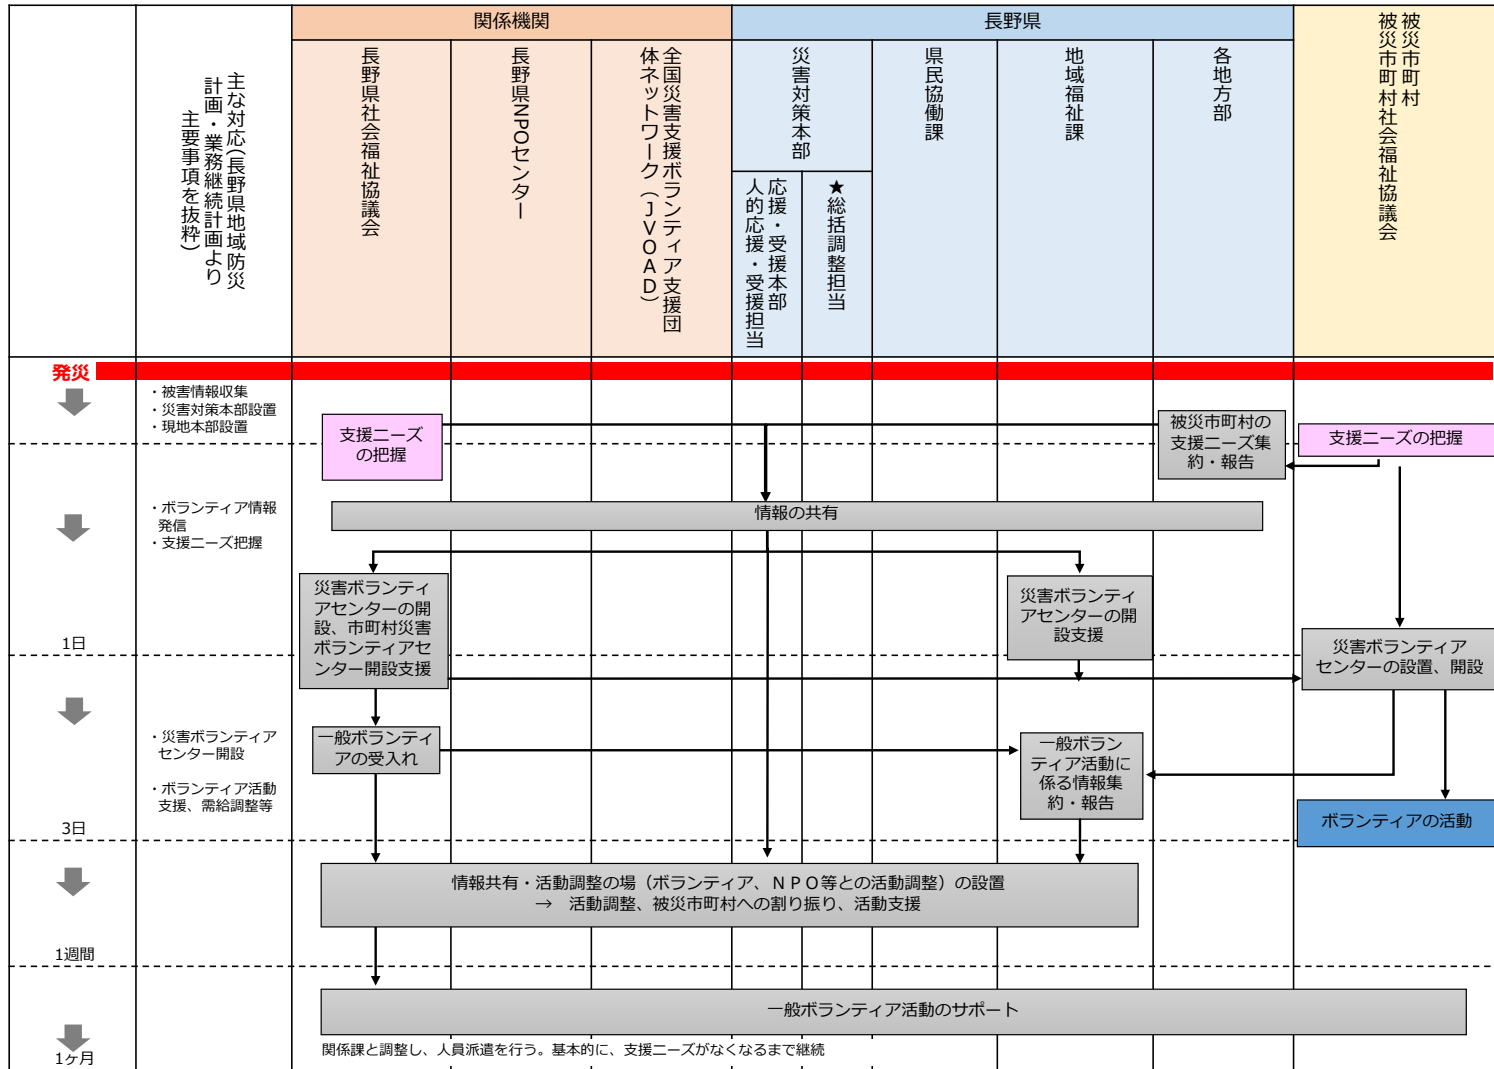 主な対応(長野県地域防災
計画・業務継続計画より
主要事項を抜粋)
関係機関
長野県社会福祉協議会
長野県NPOセンター
全国災害支援ボランティア支援団
体ネットワーク（JVOAD）
長野県
災害対策本部
応援・受援本部
人的応援・受援担当
★総括調整担当
県民協働課
地域福祉課
各地方部
被災市町村
被災市町村社会福祉協議会
発災
・被害情報収集
・災害対策本部設置
・現地本部設置
支援ニーズ
の把握
被災市町村の
支援ニーズ集
約・報告
支援ニーズの把握
・ボランティア情報
発信
・支援ニーズ把握
情報の共有
災害ボランティ
アセンターの開
設、市町村災害
ボランティアセ
ンター開設支援
災害ボランティ
アセンターの開
設支援
1日
災害ボランティア
センターの設置、開設
・災害ボランティア
センター開設
・ボランティア活動
支援、需給調整等
一般ボランティ
アの受入れ
一般ボラン
ティア活動に
係る情報集
約・報告
3日
ボランティアの活動
情報共有・活動調整の場（ボランティア、ＮＰＯ等との活動調整）の設置
→　活動調整、被災市町村への割り振り、活動支援
1週間
一般ボランティア活動のサポート
1ヶ月
関係課と調整し、人員派遣を行う。基本的に、支援ニーズがなくなるまで継続